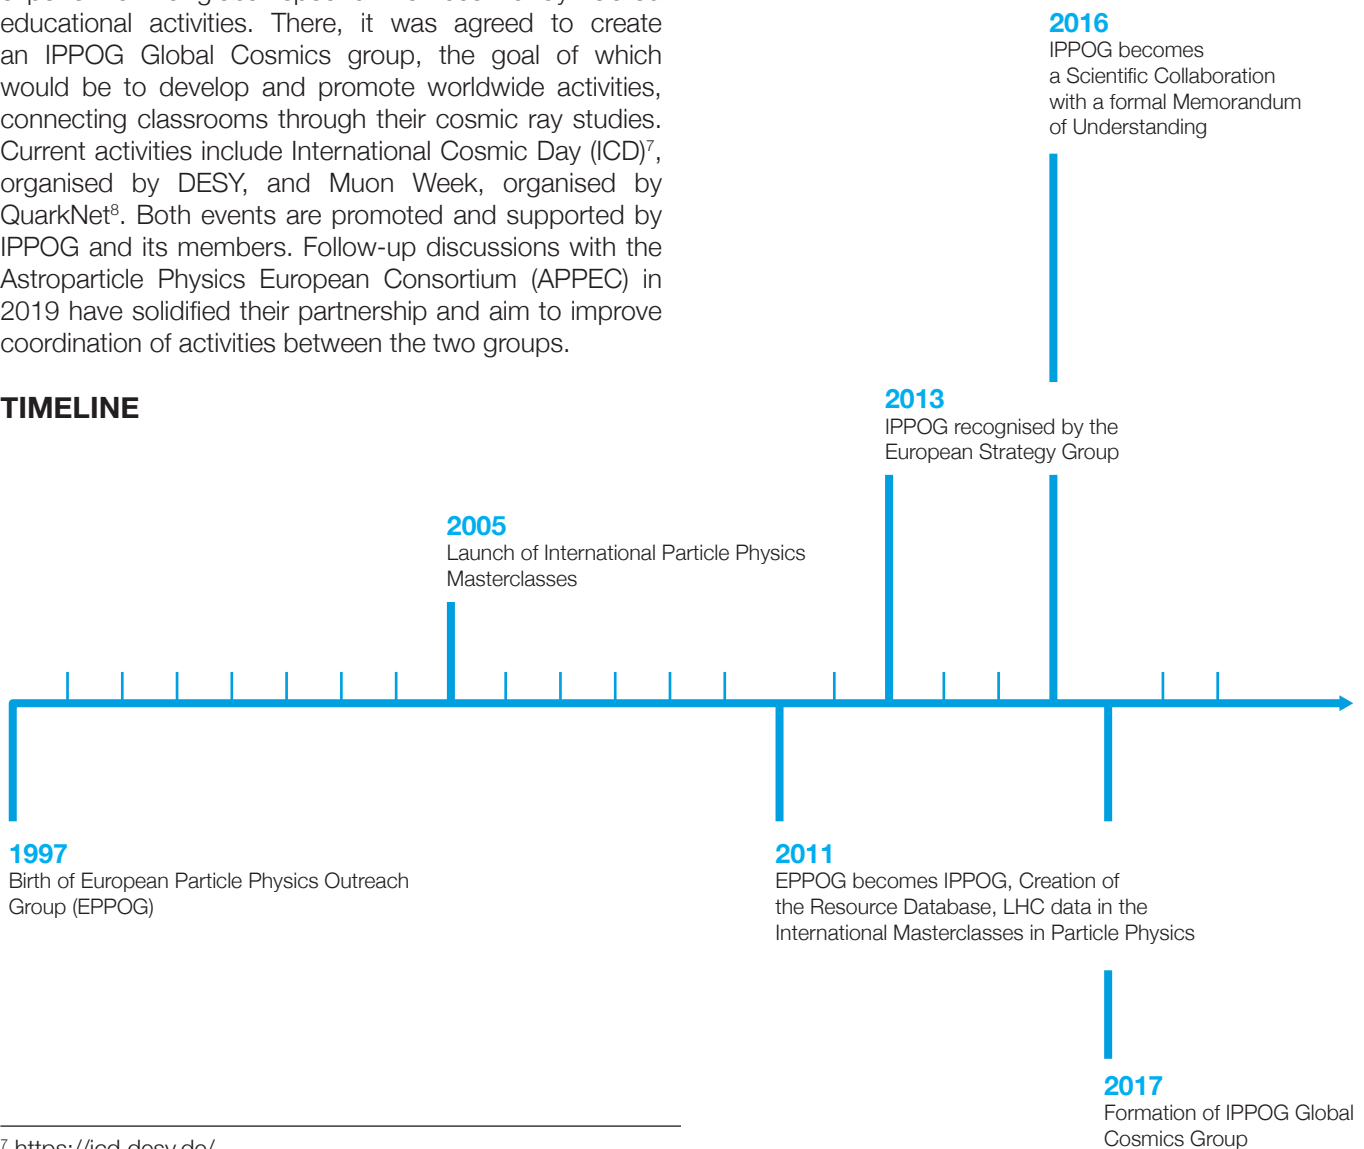 educational activities. There, it was agreed to create
an IPPOG Global Cosmics group, the goal of which
would be to develop and promote worldwide activities,
connecting classrooms through their cosmic ray studies.
Current activities include International Cosmic Day (ICD)⁷,
organised by DESY, and Muon Week, organised by
QuarkNet⁸. Both events are promoted and supported by
IPPOG and its members. Follow-up discussions with the
Astroparticle Physics European Consortium (APPEC) in
2019 have solidified their partnership and aim to improve
coordination of activities between the two groups.
TIMELINE
2016
IPPOG becomes
a Scientific Collaboration
with a formal Memorandum
of Understanding
2013
IPPOG recognised by the
European Strategy Group
2005
Launch of International Particle Physics
Masterclasses
1997
Birth of European Particle Physics Outreach
Group (EPPOG)
2011
EPPOG becomes IPPOG, Creation of
the Resource Database, LHC data in the
International Masterclasses in Particle Physics
2017
Formation of IPPOG Global
Cosmics Group
⁷ https://icd.desy.de/